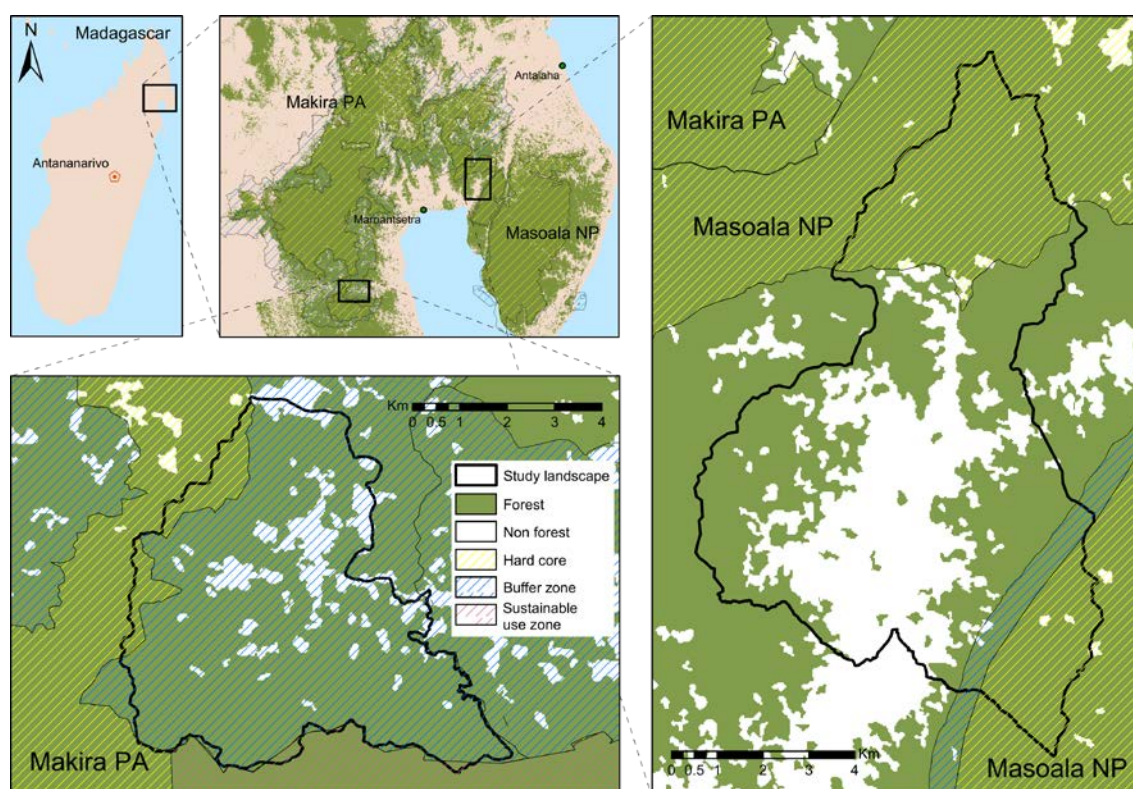 N
Madagascar
Antananarivo
Makira PA
Antalaha
Maroantsetra
Masoala NP
Makira PA
Masoala NP
Km
0 0.5 1 2 3 4
Study landscape
Forest
Non forest
Hard core
Buffer zone
Sustainable
use zone
Makira PA
Km
0 0.5 1 2 3 4
Masoala NP